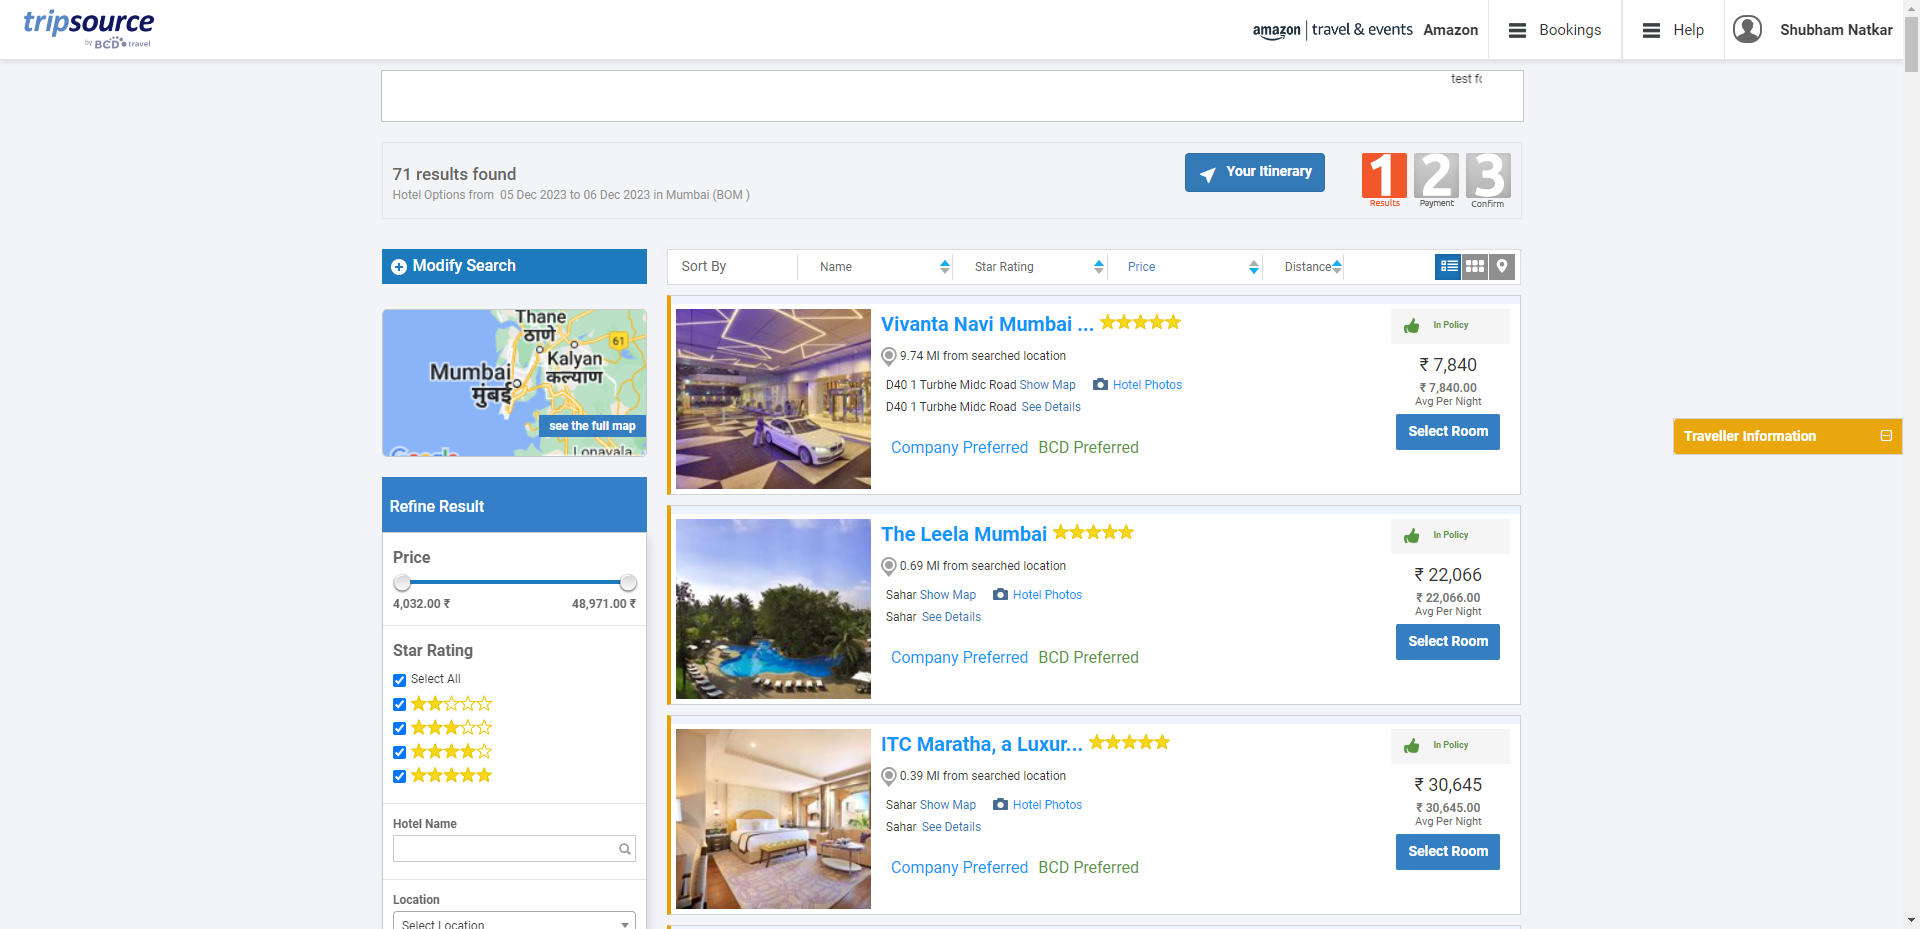 tripsource
by BCD travel
amazon travel & events Amazon
Bookings
Help
Shubham Natkar
test fo
71 results found
Hotel Options from 05 Dec 2023 to 06 Dec 2023 in Mumbai (BOM )
Your Itinerary
1 2 3
Results Payment Confirm
Modify Search
Thane
ठाणे
61
Kalyan
कल्याण
Mumbai
मुंबई
see the full map
Google
Lonavala
Refine Result
Price
4,032.00 ₹ 48,971.00 ₹
Star Rating
Select All
Hotel Name
Location
Select Location
Sort By Name Star Rating Price Distance
Vivanta Navi Mumbai ...
9.74 MI from searched location
D40 1 Turbhe Midc Road Show Map Hotel Photos
D40 1 Turbhe Midc Road See Details
Company Preferred BCD Preferred
In Policy
₹ 7,840
₹ 7,840.00
Avg Per Night
Select Room
The Leela Mumbai
0.69 MI from searched location
Sahar Show Map Hotel Photos
Sahar See Details
Company Preferred BCD Preferred
In Policy
₹ 22,066
₹ 22,066.00
Avg Per Night
Select Room
ITC Maratha, a Luxur...
0.39 MI from searched location
Sahar Show Map Hotel Photos
Sahar See Details
Company Preferred BCD Preferred
In Policy
₹ 30,645
₹ 30,645.00
Avg Per Night
Select Room
Traveller Information